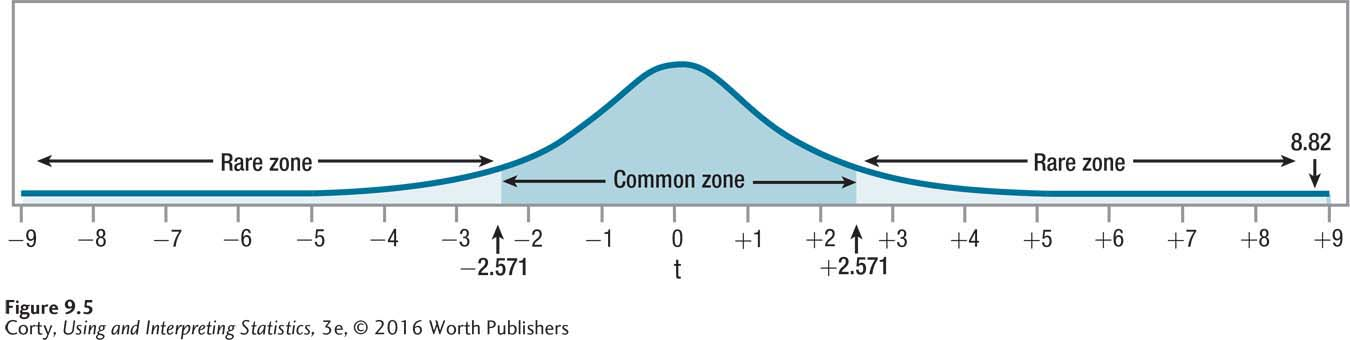 8.82
Rare zone Common zone Rare zone
−9 −8 −7 −6 −5 −4 −3 −2 −1 0 +1 +2 +3 +4 +5 +6 +7 +8 +9
−2.571 t +2.571
Figure 9.5
Corty, Using and Interpreting Statistics, 3e, © 2016 Worth Publishers